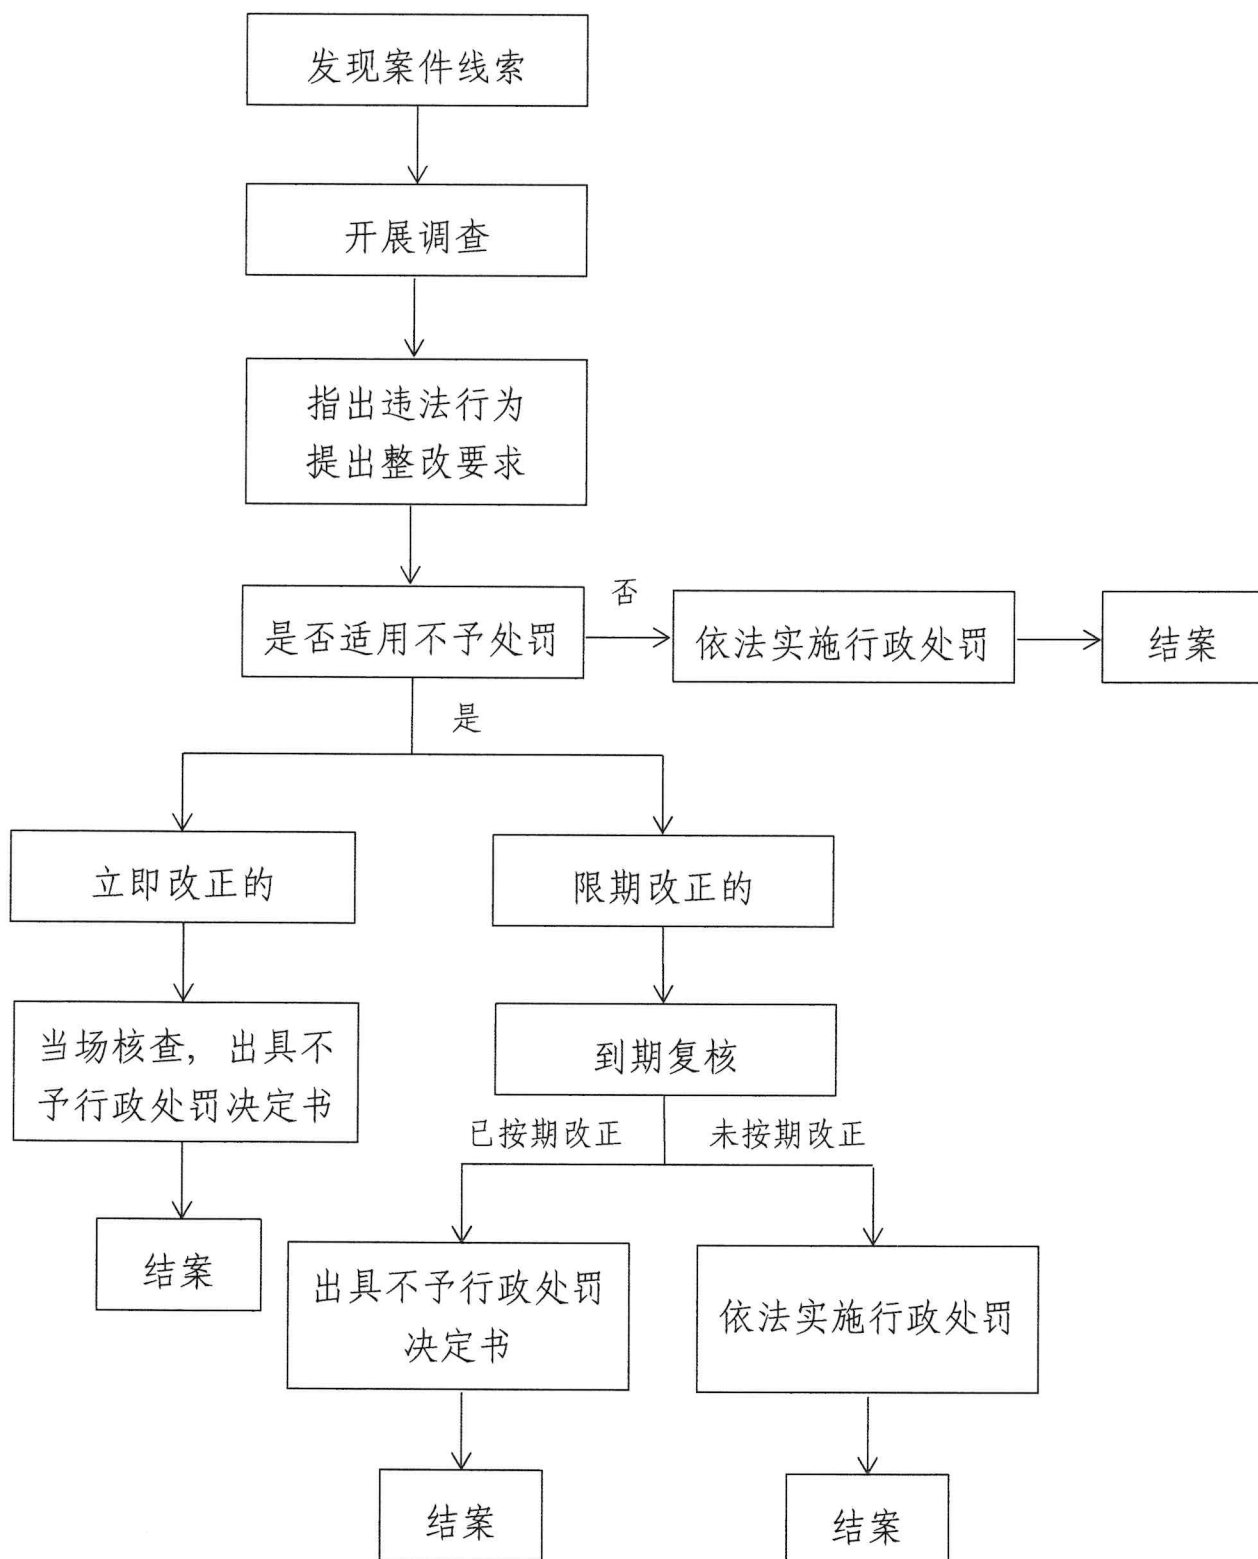 发现案件线索
开展调查
指出违法行为
提出整改要求
是否适用不予处罚
否
依法实施行政处罚
结案
是
立即改正的
限期改正的
当场核查，出具不
予行政处罚决定书
到期复核
已按期改正
未按期改正
结案
出具不予行政处罚
决定书
依法实施行政处罚
结案
结案